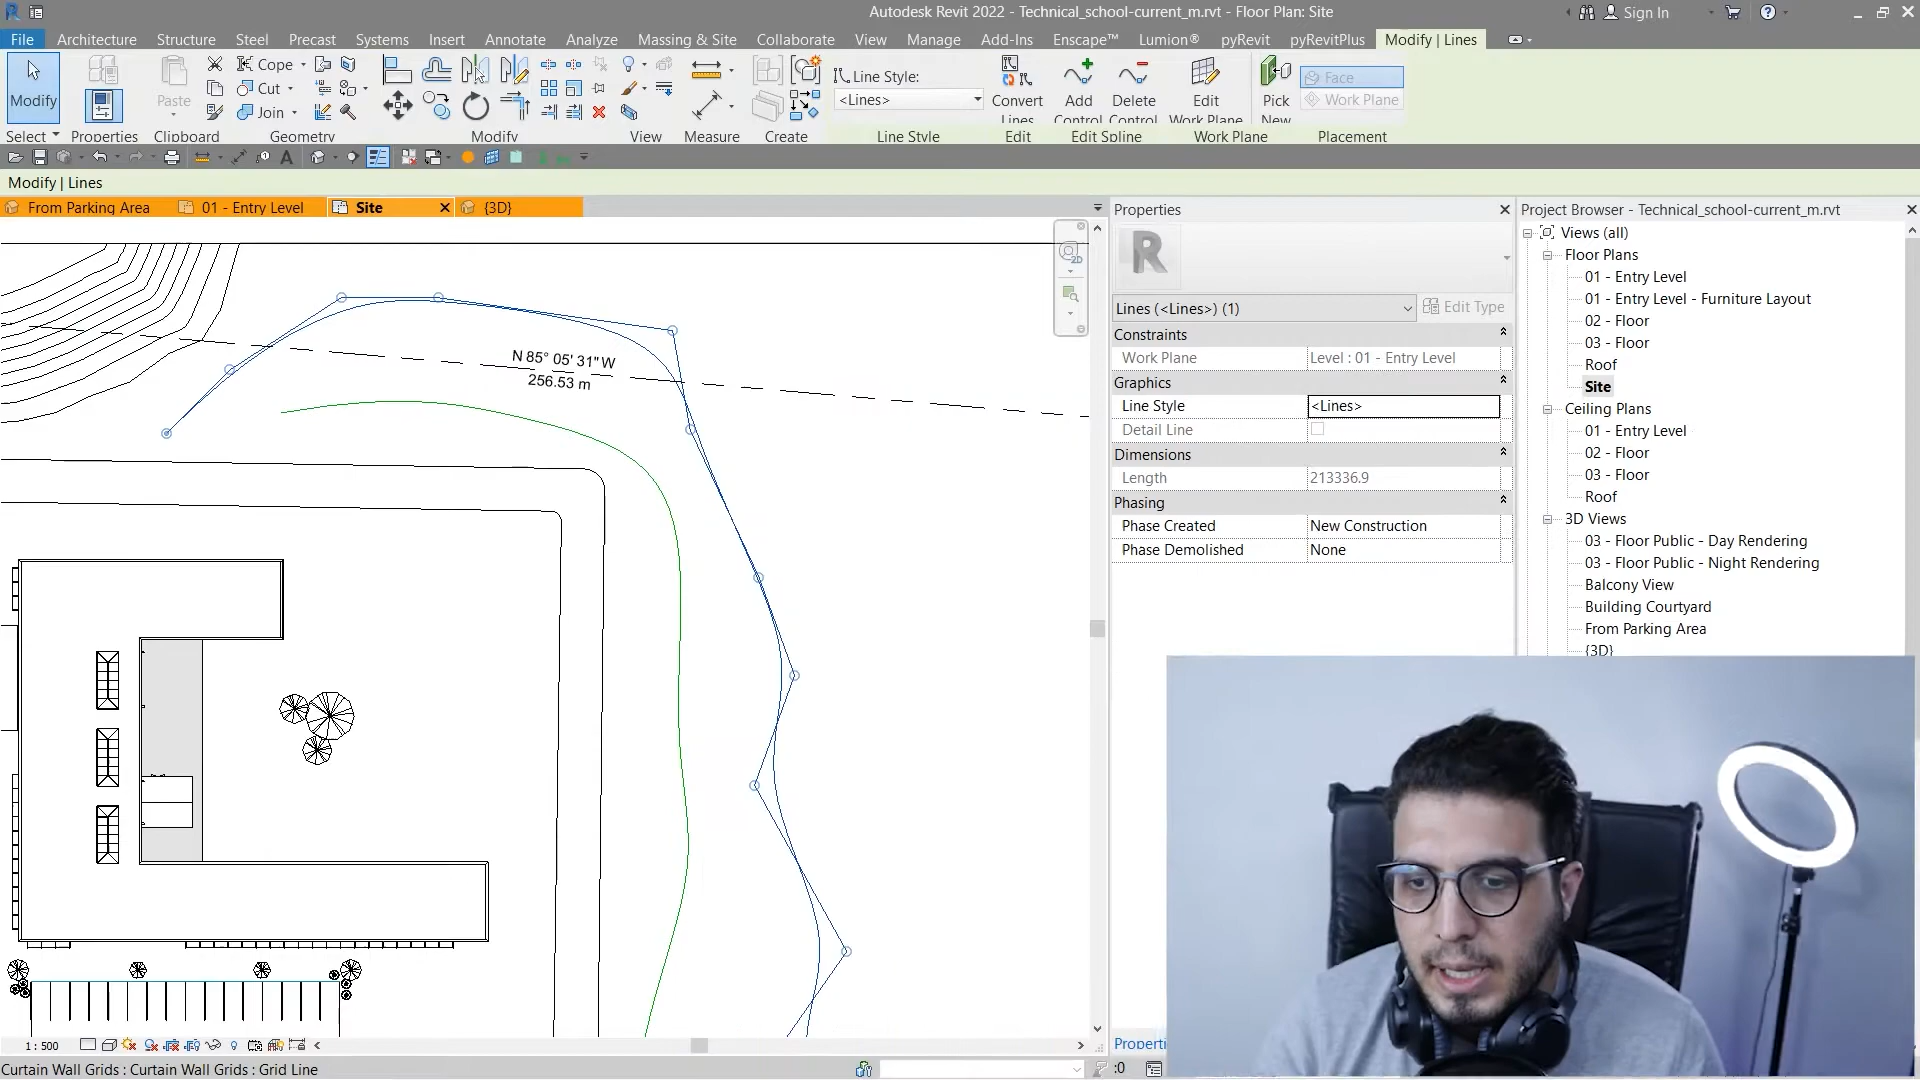 Autodesk Revit 2022 - Technical_school-current_m.rvt - Floor Plan: Site
Sign In
File Architecture Structure Steel Precast Systems Insert Annotate Analyze Massing & Site Collaborate View Manage Add-Ins Enscape™ Lumion® pyRevit pyRevitPlus Modify | Lines
Modify
Paste
Cope
Cut
Join
Line Style:
<Lines>
Convert
Lines
Add
Control
Delete
Control
Edit
Work Plane
Pick
New
Face
Work Plane
Select Properties Clipboard Geometry Modify View Measure Create Line Style Edit Edit Spline Work Plane Placement
Modify | Lines
From Parking Area 01 - Entry Level Site {3D}
2D
N 85° 05' 31" W
256.53 m
Properties
R
Lines (<Lines>) (1) Edit Type
Constraints
Work Plane Level : 01 - Entry Level
Graphics
Line Style <Lines>
Detail Line
Dimensions
Length 213336.9
Phasing
Phase Created New Construction
Phase Demolished None
Project Browser - Technical_school-current_m.rvt
Views (all)
Floor Plans
01 - Entry Level
01 - Entry Level - Furniture Layout
02 - Floor
03 - Floor
Roof
Site
Ceiling Plans
01 - Entry Level
02 - Floor
03 - Floor
Roof
3D Views
03 - Floor Public - Day Rendering
03 - Floor Public - Night Rendering
Balcony View
Building Courtyard
From Parking Area
{3D}
1 : 500
Properti
Curtain Wall Grids : Curtain Wall Grids : Grid Line
:0